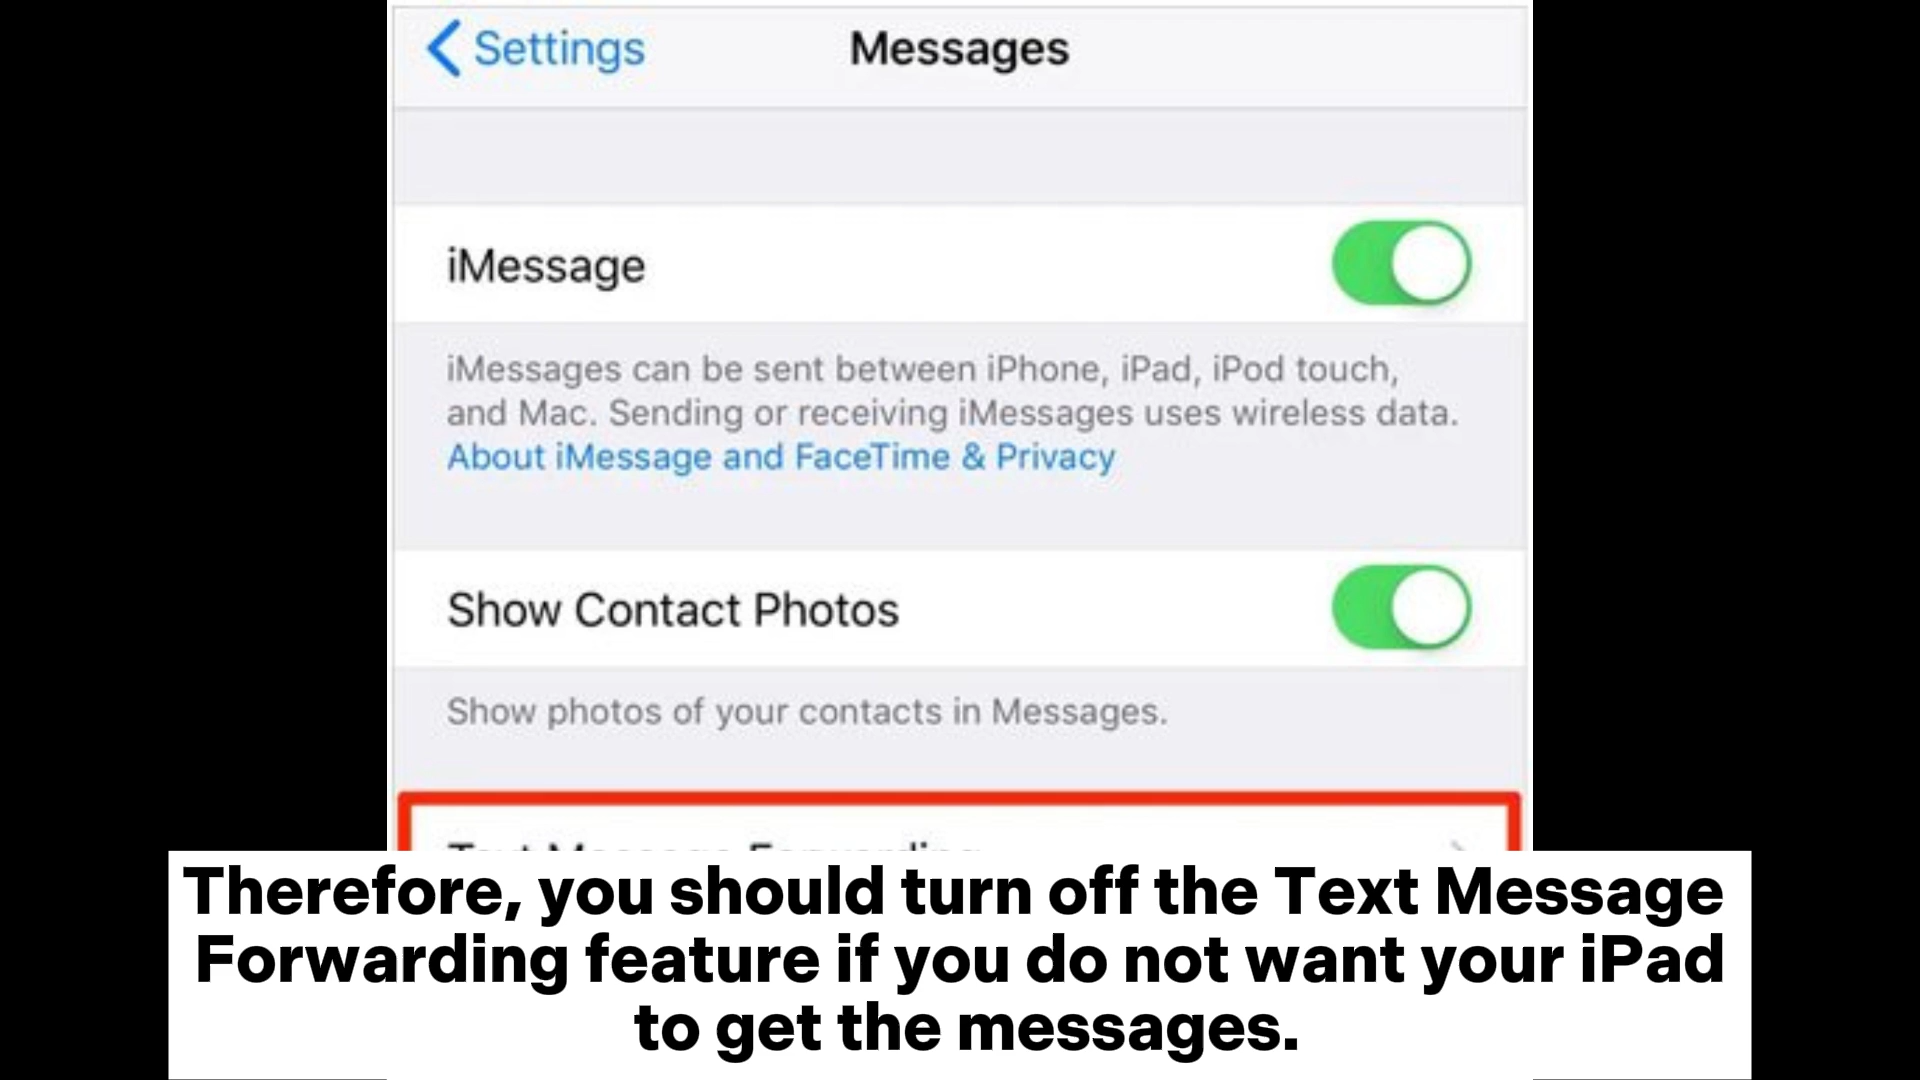 Settings
Messages
iMessage
iMessages can be sent between iPhone, iPad, iPod touch,
and Mac. Sending or receiving iMessages uses wireless data.
About iMessage and FaceTime & Privacy
Show Contact Photos
Show photos of your contacts in Messages.
Text Message Forwarding
Therefore, you should turn off the Text Message
Forwarding feature if you do not want your iPad
to get the messages.